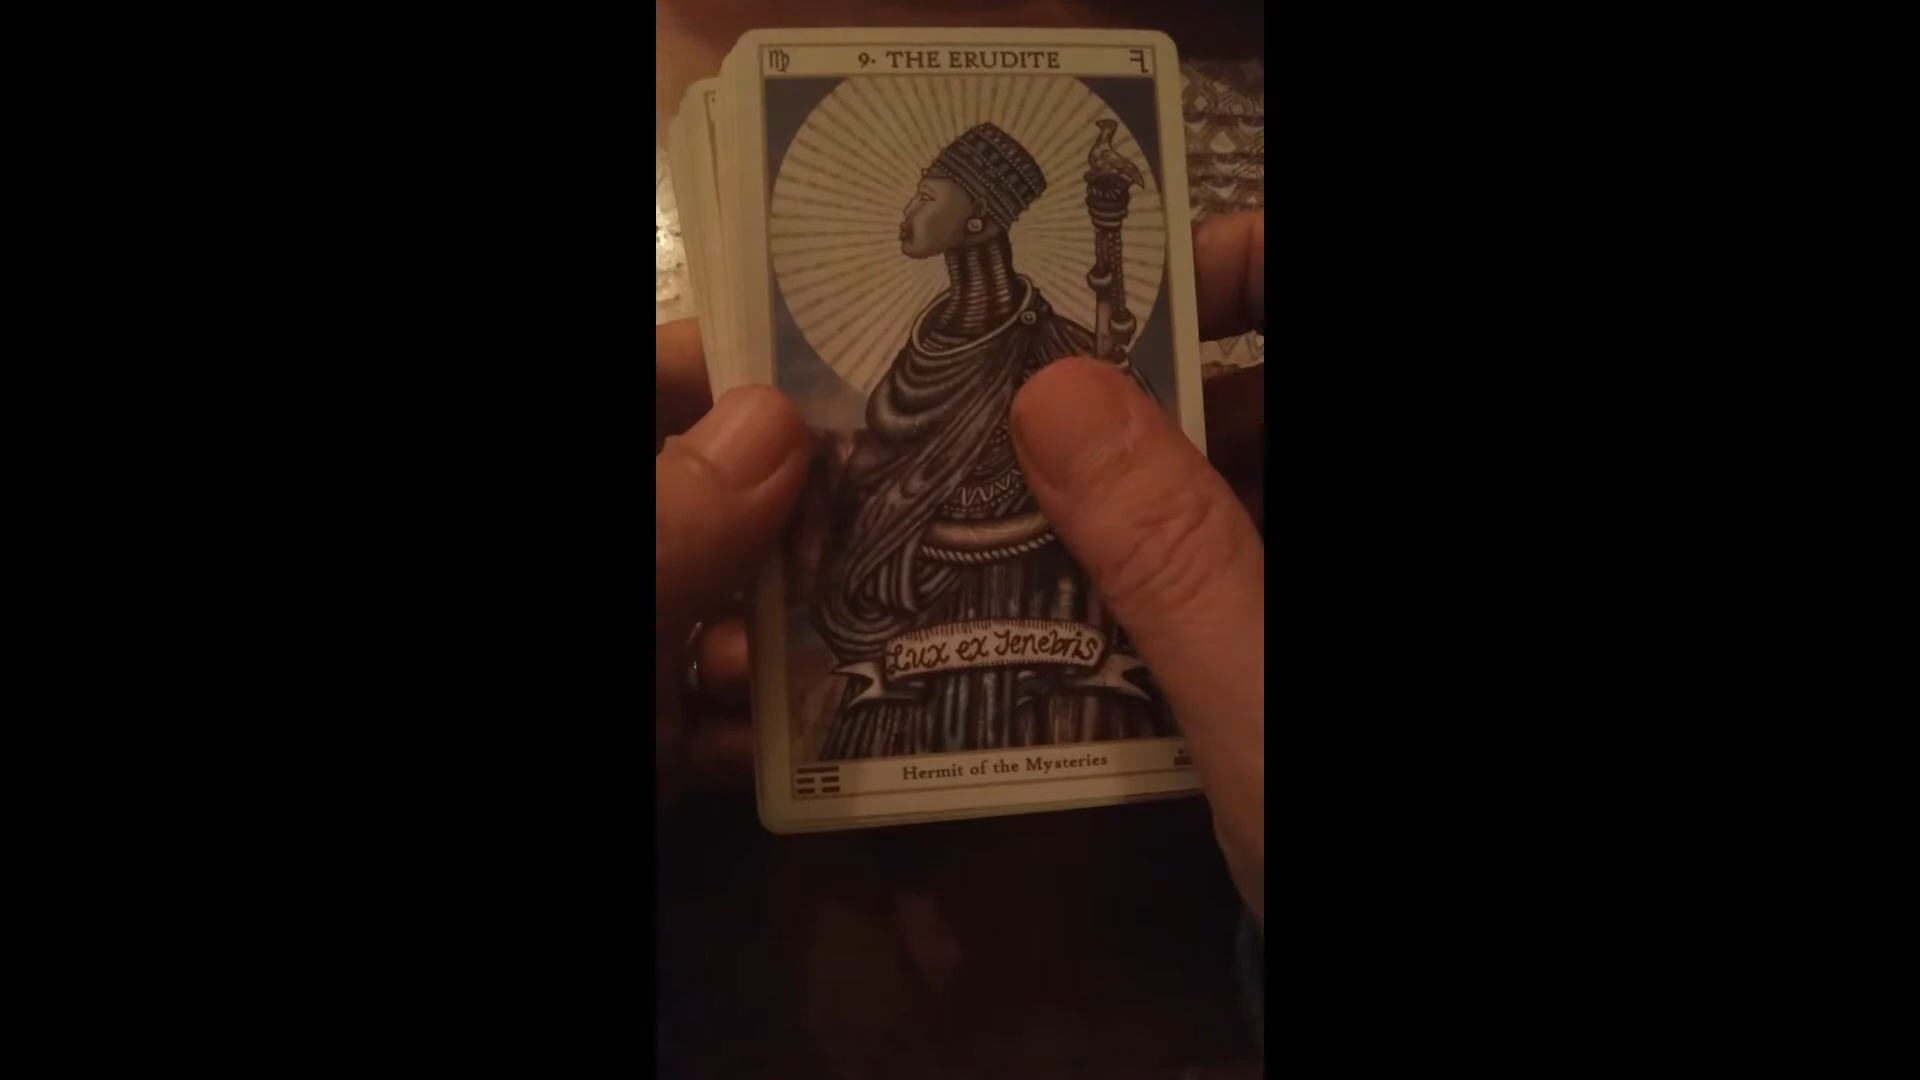 ♍ 9· THE ERUDITE
Lux ex Tenebris
Hermit of the Mysteries